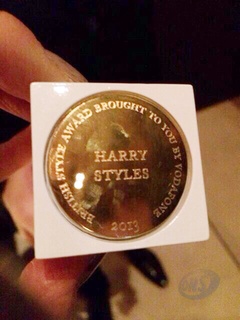 BRITISH STYLE AWARD BROUGHT TO YOU BY VODAFONE
HARRY
STYLES
2013